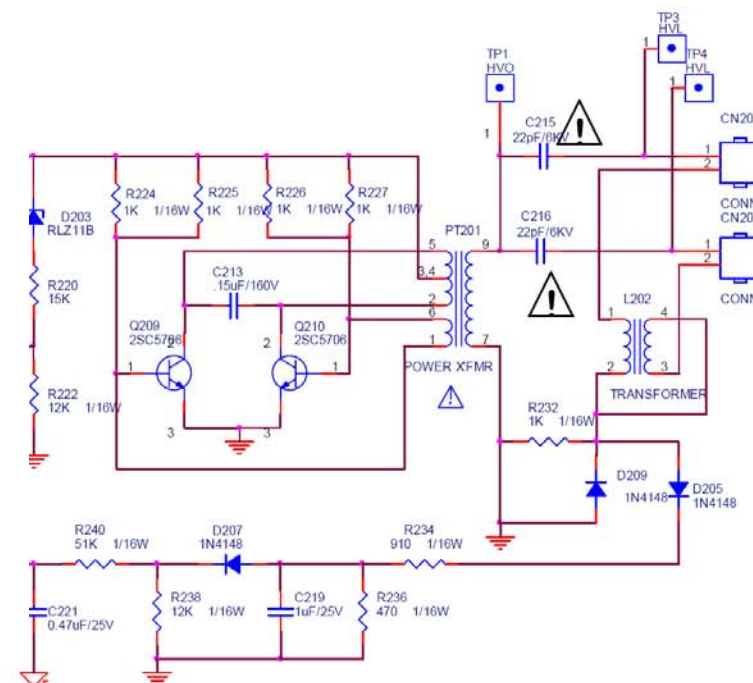 TP3
HVL
TP1
HVO
TP4
HVL
1
1
1
C215
22pF/6KV
CN20
1
2
CONN
CN20
1
2
CONN
R224
1K 1/16W
R225
1K 1/16W
R226
1K 1/16W
R227
1K 1/16W
D203
RLZ11B
PT201
5
3,4
2
6
1
9
7
POWER X'FMR
C216
22pF/6KV
C213
.15uF/160V
R220
15K
Q209
2SC5706
2
1
3
Q210
2SC5706
2
1
3
L202
1
4
2
3
TRANSFORMER
R222
12K 1/16W
R232
1K 1/16W
D209
1N4148
D205
1N4148
R240
51K 1/16W
D207
1N4148
R234
910 1/16W
C221
0.47uF/25V
R238
12K 1/16W
C219
1uF/25V
R236
470 1/16W